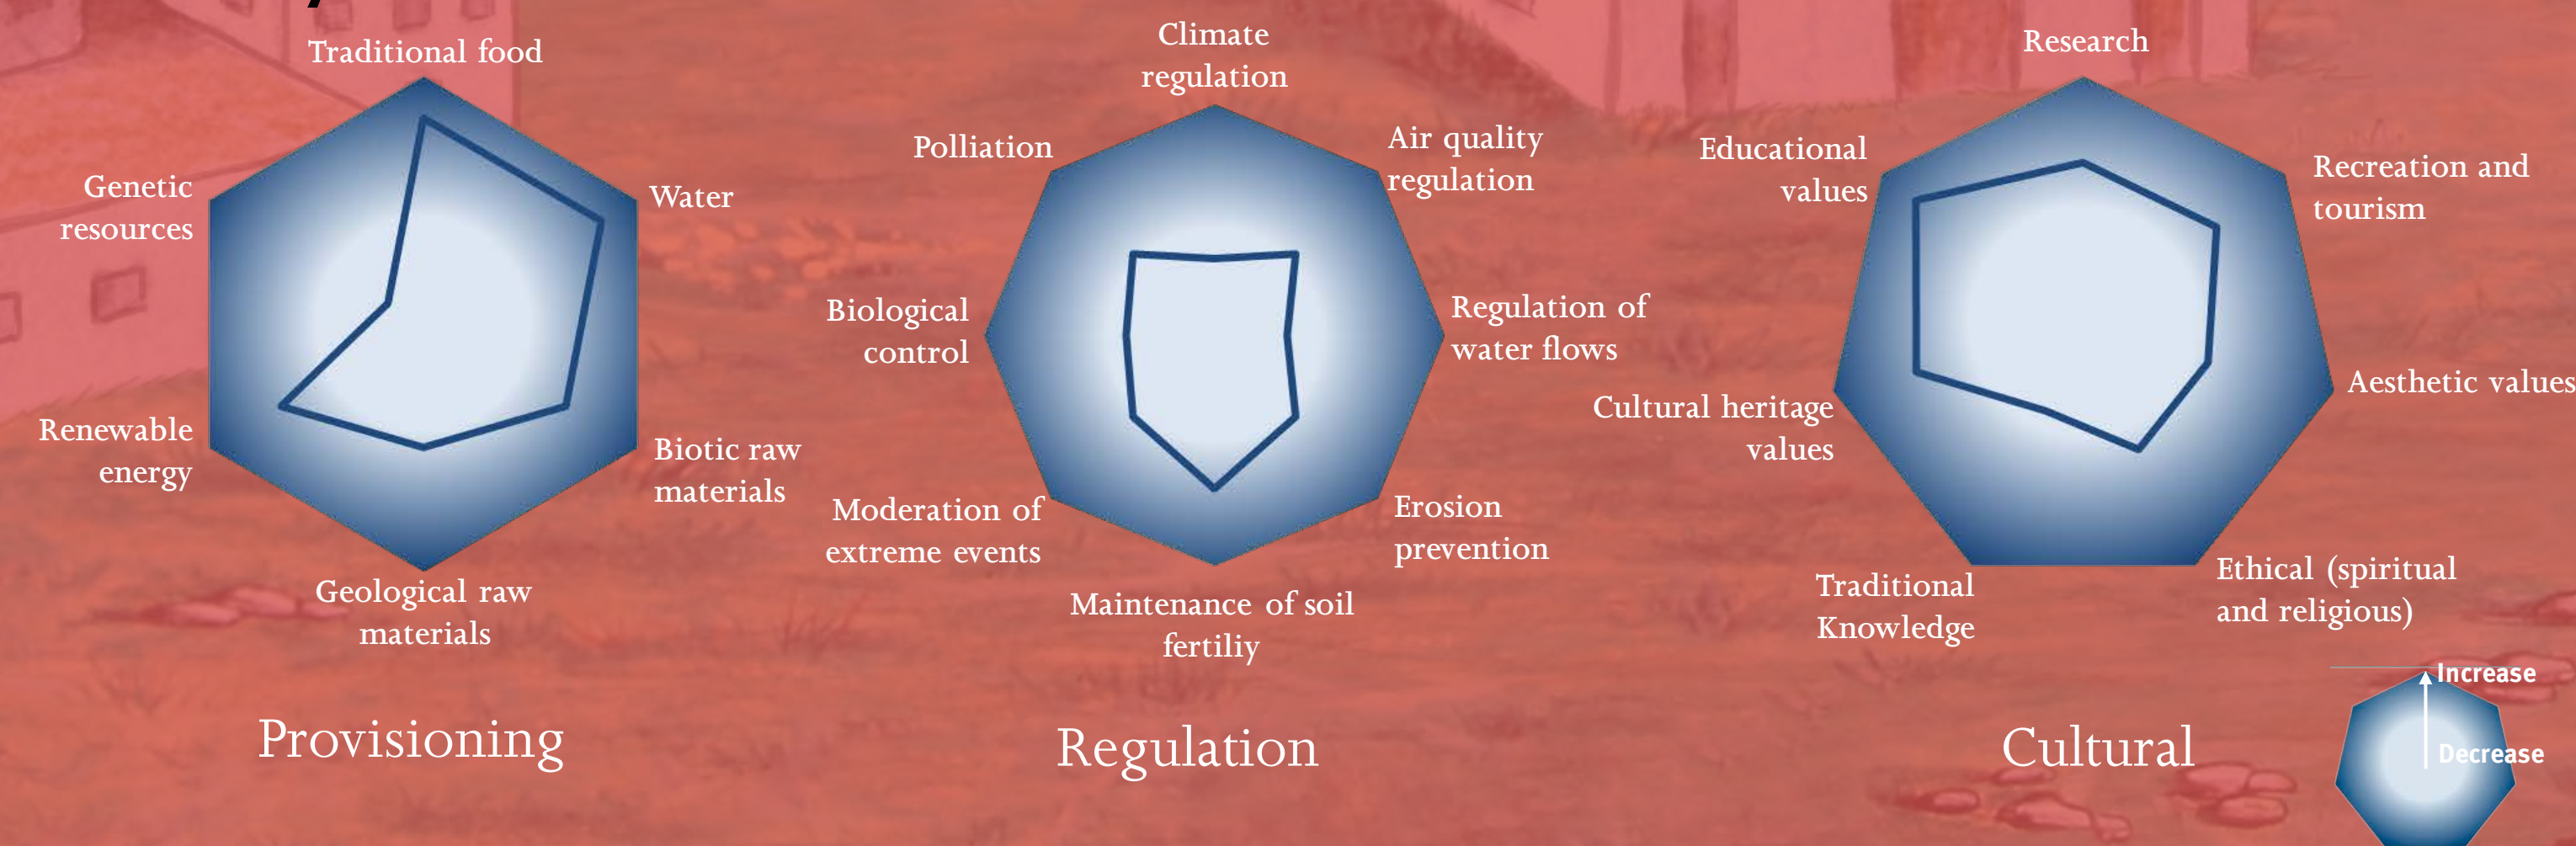 Traditional food
Genetic
resources
Water
Renewable
energy
Biotic raw
materials
Geological raw
materials
Provisioning
Climate
regulation
Polliation
Air quality
regulation
Biological
control
Regulation of
water flows
Moderation of
extreme events
Erosion
prevention
Maintenance of soil
fertiliy
Regulation
Research
Educational
values
Recreation and
tourism
Cultural heritage
values
Aesthetic values
Traditional
Knowledge
Ethical (spiritual
and religious)
Cultural
Increase
Decrease